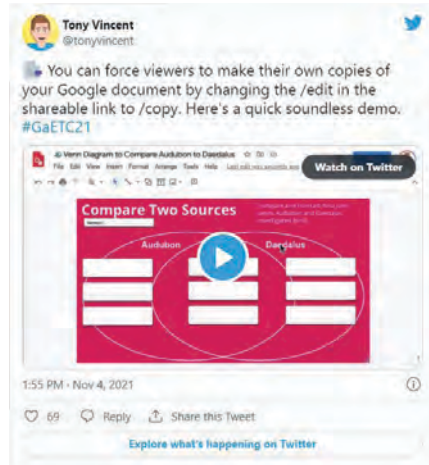 Tony Vincent
@tonyvincent
You can force viewers to make their own copies of
your Google document by changing the /edit in the
shareable link to /copy. Here's a quick soundless demo.
#GaETC21
Venn Diagram to Compare Audubon to Daedalus
File Edit View Insert Format Arrange Tools Help
Watch on Twitter
Compare Two Sources
Audubon
Daedalus
1:55 PM · Nov 4, 2021
69 Reply Share this Tweet
Explore what's happening on Twitter